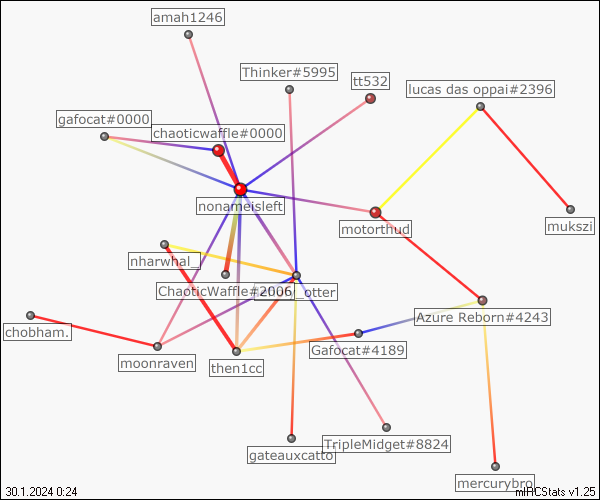 amah1246
Thinker#5995
tt532
lucas das oppai#2396
gafocat#0000
chaoticwaffle#0000
nonameisleft
mukszi
motorthud
nharwhal_
ChaoticWaffle#2006
_otter
Azure Reborn#4243
chobham.
moonraven
then1cc
Gafocat#4189
gateauxcatto
TripleMidget#8824
mercurybro
30.1.2024 0:24
mIRCStats v1.25